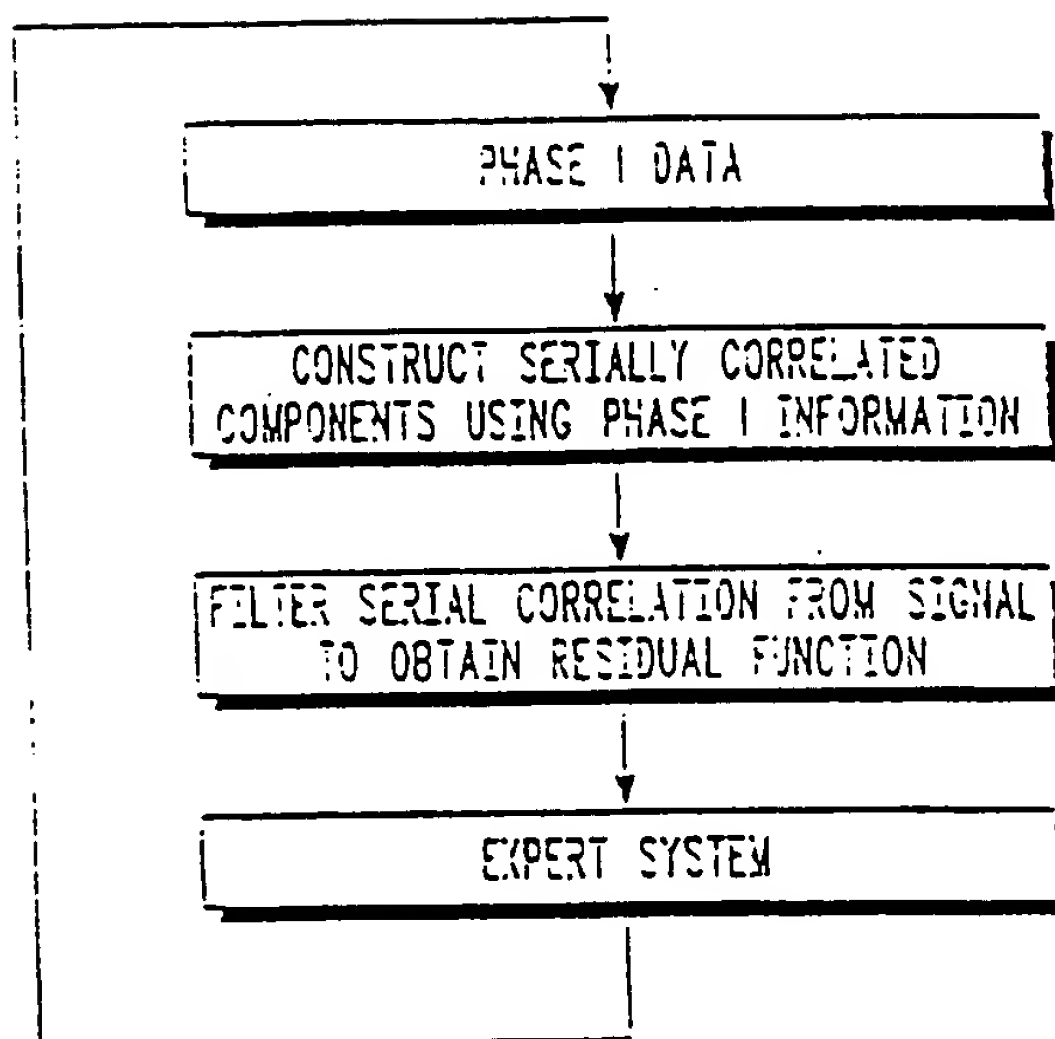 PHASE I DATA
CONSTRUCT SERIALLY CORRELATED
COMPONENTS USING PHASE I INFORMATION
FILTER SERIAL CORRELATION FROM SIGNAL
TO OBTAIN RESIDUAL FUNCTION
EXPERT SYSTEM